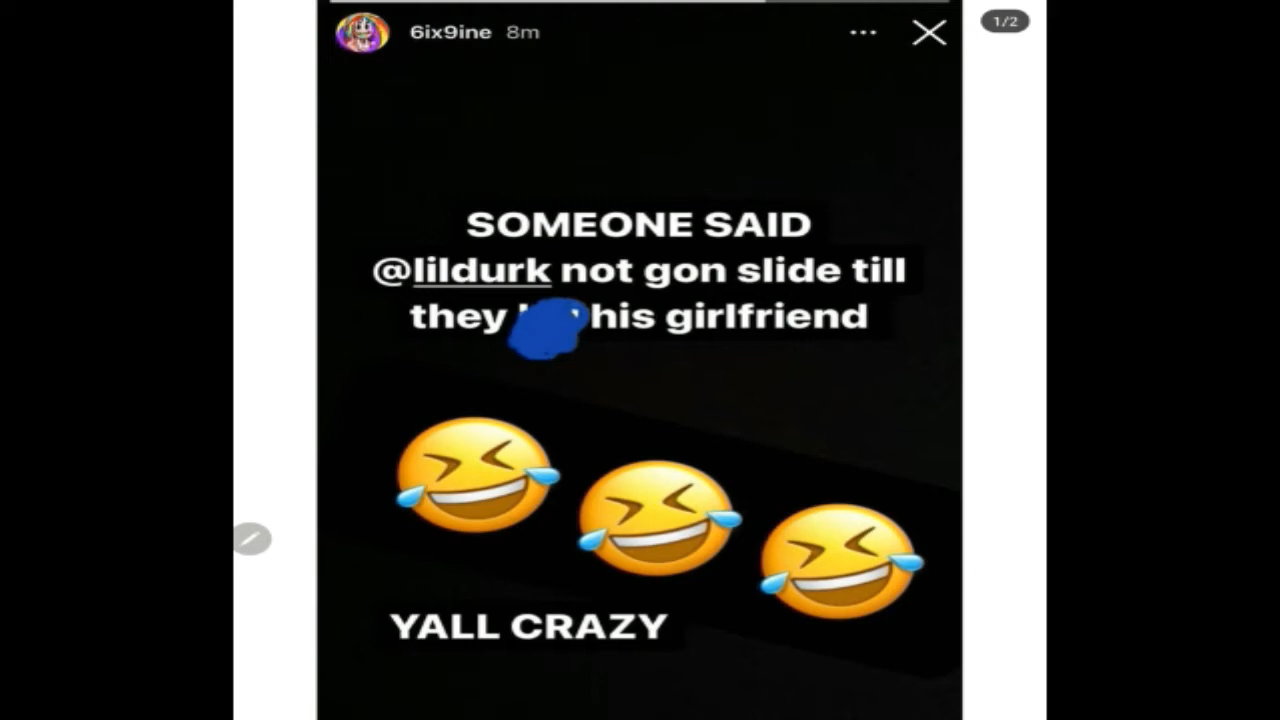 6ix9ine 8m
1/2
SOMEONE SAID
@lildurk not gon slide till
they his girlfriend
YALL CRAZY